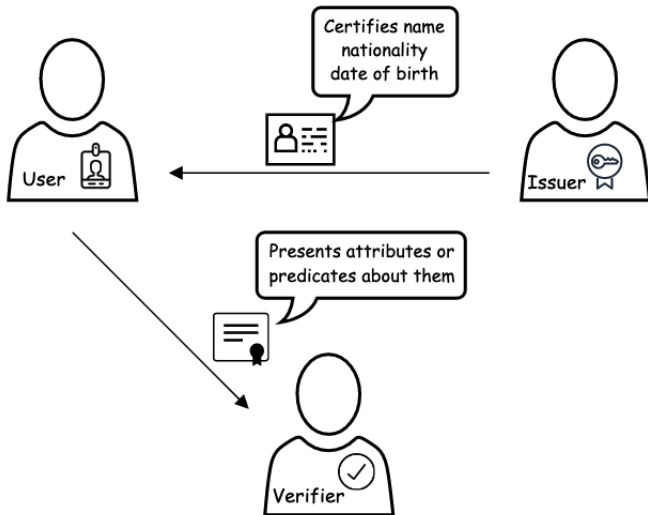 Certifies name
nationality
date of birth
User
Issuer
Presents attributes or
predicates about them
Verifier